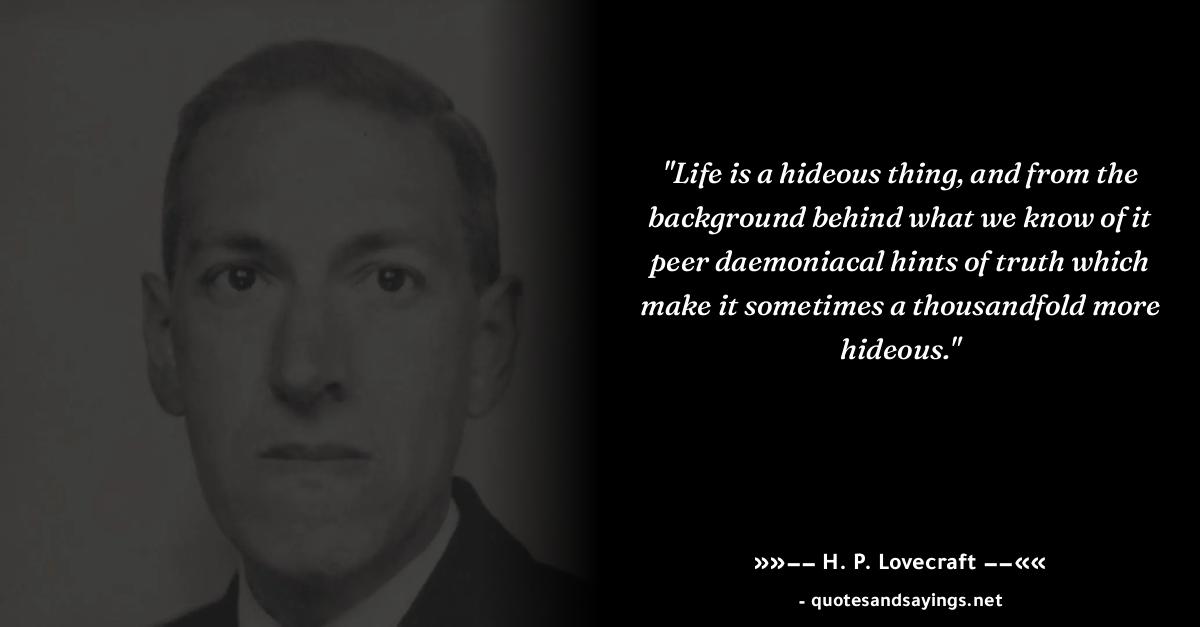 "Life is a hideous thing, and from the
background behind what we know of it
peer daemoniacal hints of truth which
make it sometimes a thousandfold more
hideous."
»»–– H. P. Lovecraft ––««
- quotesandsayings.net